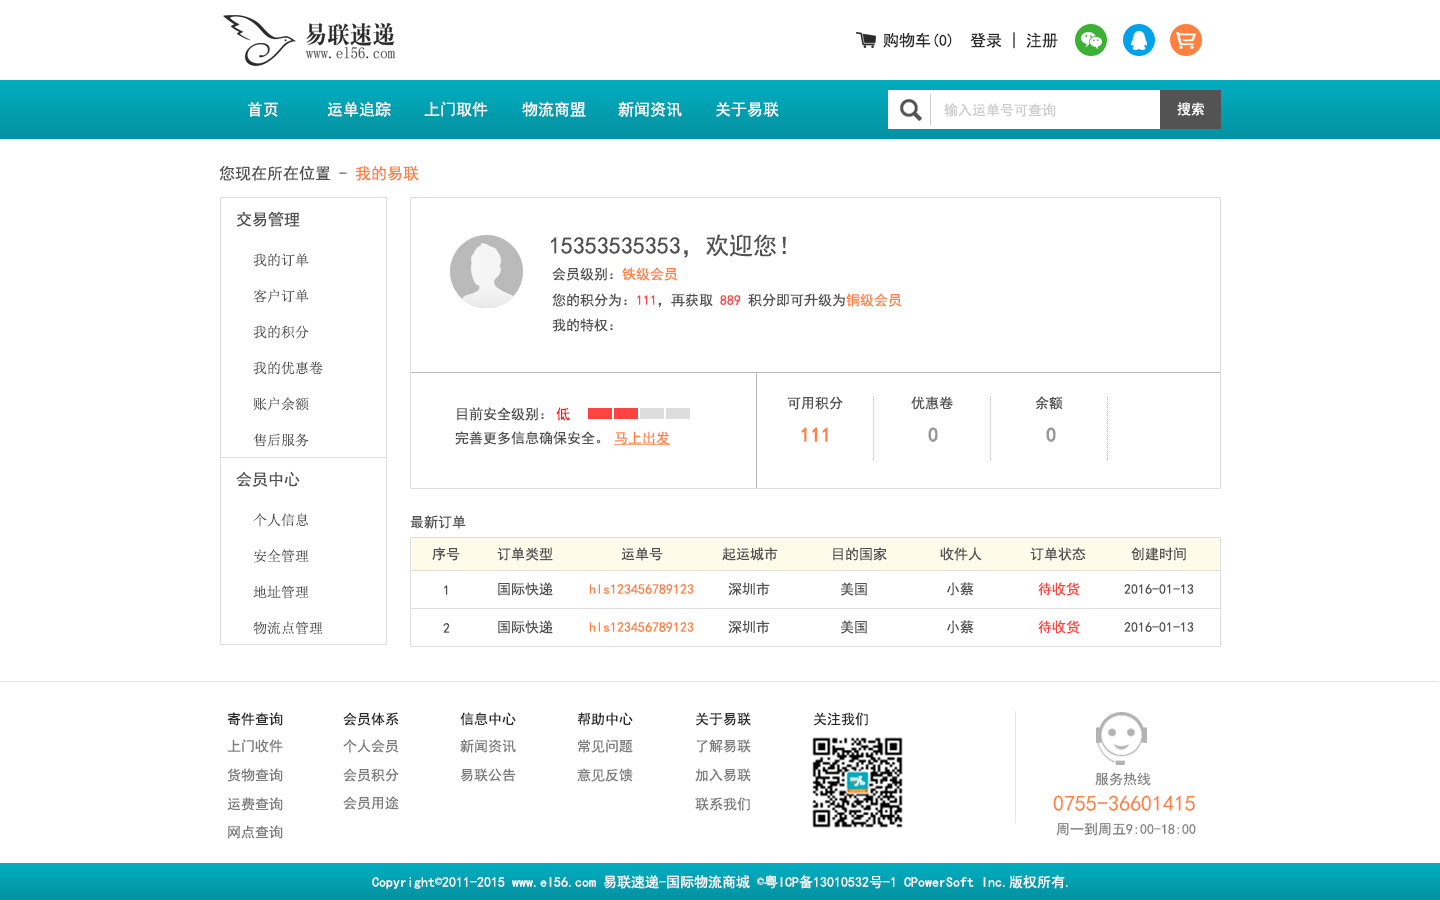 易联速递
www.el56.com
购物车(0) 登录 | 注册
首页 运单追踪 上门取件 物流商盟 新闻资讯 关于易联
输入运单号可查询 搜索
您现在所在位置 - 我的易联
交易管理
我的订单
客户订单
我的积分
我的优惠卷
账户余额
售后服务
会员中心
个人信息
安全管理
地址管理
物流点管理
15353535353，欢迎您！
会员级别：铁级会员
您的积分为：111，再获取 889 积分即可升级为铜级会员
我的特权：
目前安全级别： 低
完善更多信息确保安全。 马上出发
可用积分 优惠卷 余额
111 0 0
最新订单
序号 订单类型 运单号 起运城市 目的国家 收件人 订单状态 创建时间
1 国际快递 hls123456789123 深圳市 美国 小蔡 待收货 2016-01-13
2 国际快递 hls123456789123 深圳市 美国 小蔡 待收货 2016-01-13
寄件查询
上门收件
货物查询
运费查询
网点查询
会员体系
个人会员
会员积分
会员用途
信息中心
新闻资讯
易联公告
帮助中心
常见问题
意见反馈
关于易联
了解易联
加入易联
联系我们
关注我们
服务热线
0755-36601415
周一到周五9:00-18:00
Copyright©2011-2015 www.el56.com 易联速递-国际物流商城 ©粤ICP备13010532号-1 CPowerSoft Inc.版权所有.